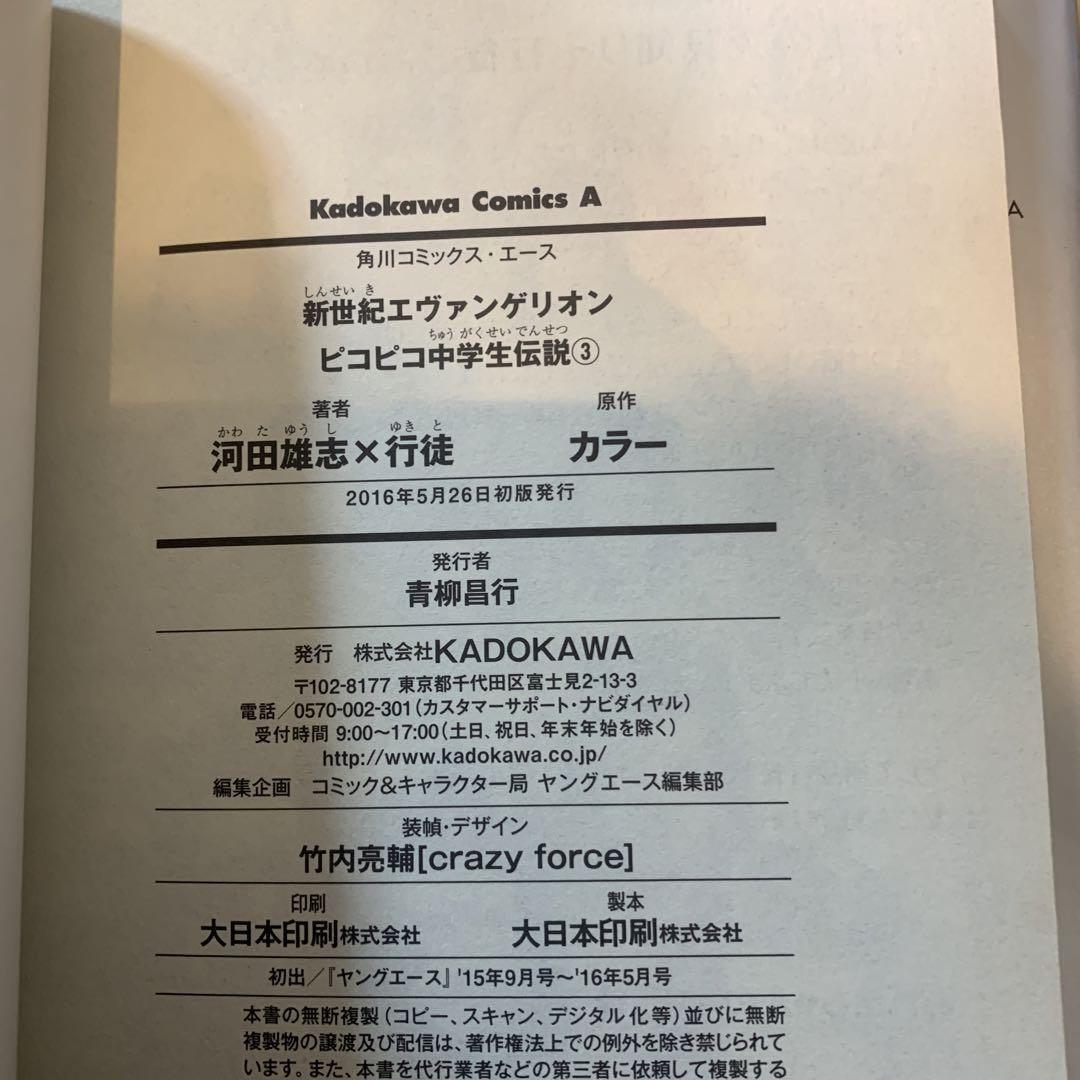 Kadokawa Comics A
角川コミックス・エース
しんせいき
新世紀エヴァンゲリオン
ちゅうがくせいでんせつ
ピコピコ中学生伝説③
著者 原作
かわたゆうし ゆきと
河田雄志×行徒 カラー
2016年5月26日初版発行
発行者
青柳昌行
発行 株式会社KADOKAWA
〒102-8177 東京都千代田区富士見2-13-3
電話/0570-002-301(カスタマーサポート・ナビダイヤル)
受付時間 9:00〜17:00(土日、祝日、年末年始を除く)
http://www.kadokawa.co.jp/
編集企画 コミック&キャラクター局 ヤングエース編集部
装幀・デザイン
竹内亮輔[crazy force]
印刷 製本
大日本印刷株式会社 大日本印刷株式会社
初出/『ヤングエース』'15年9月号〜'16年5月号
本書の無断複製(コピー、スキャン、デジタル化等)並びに無断
複製物の譲渡及び配信は、著作権法上での例外を除き禁じられて
います。また、本書を代行業者などの第三者に依頼して複製する
A